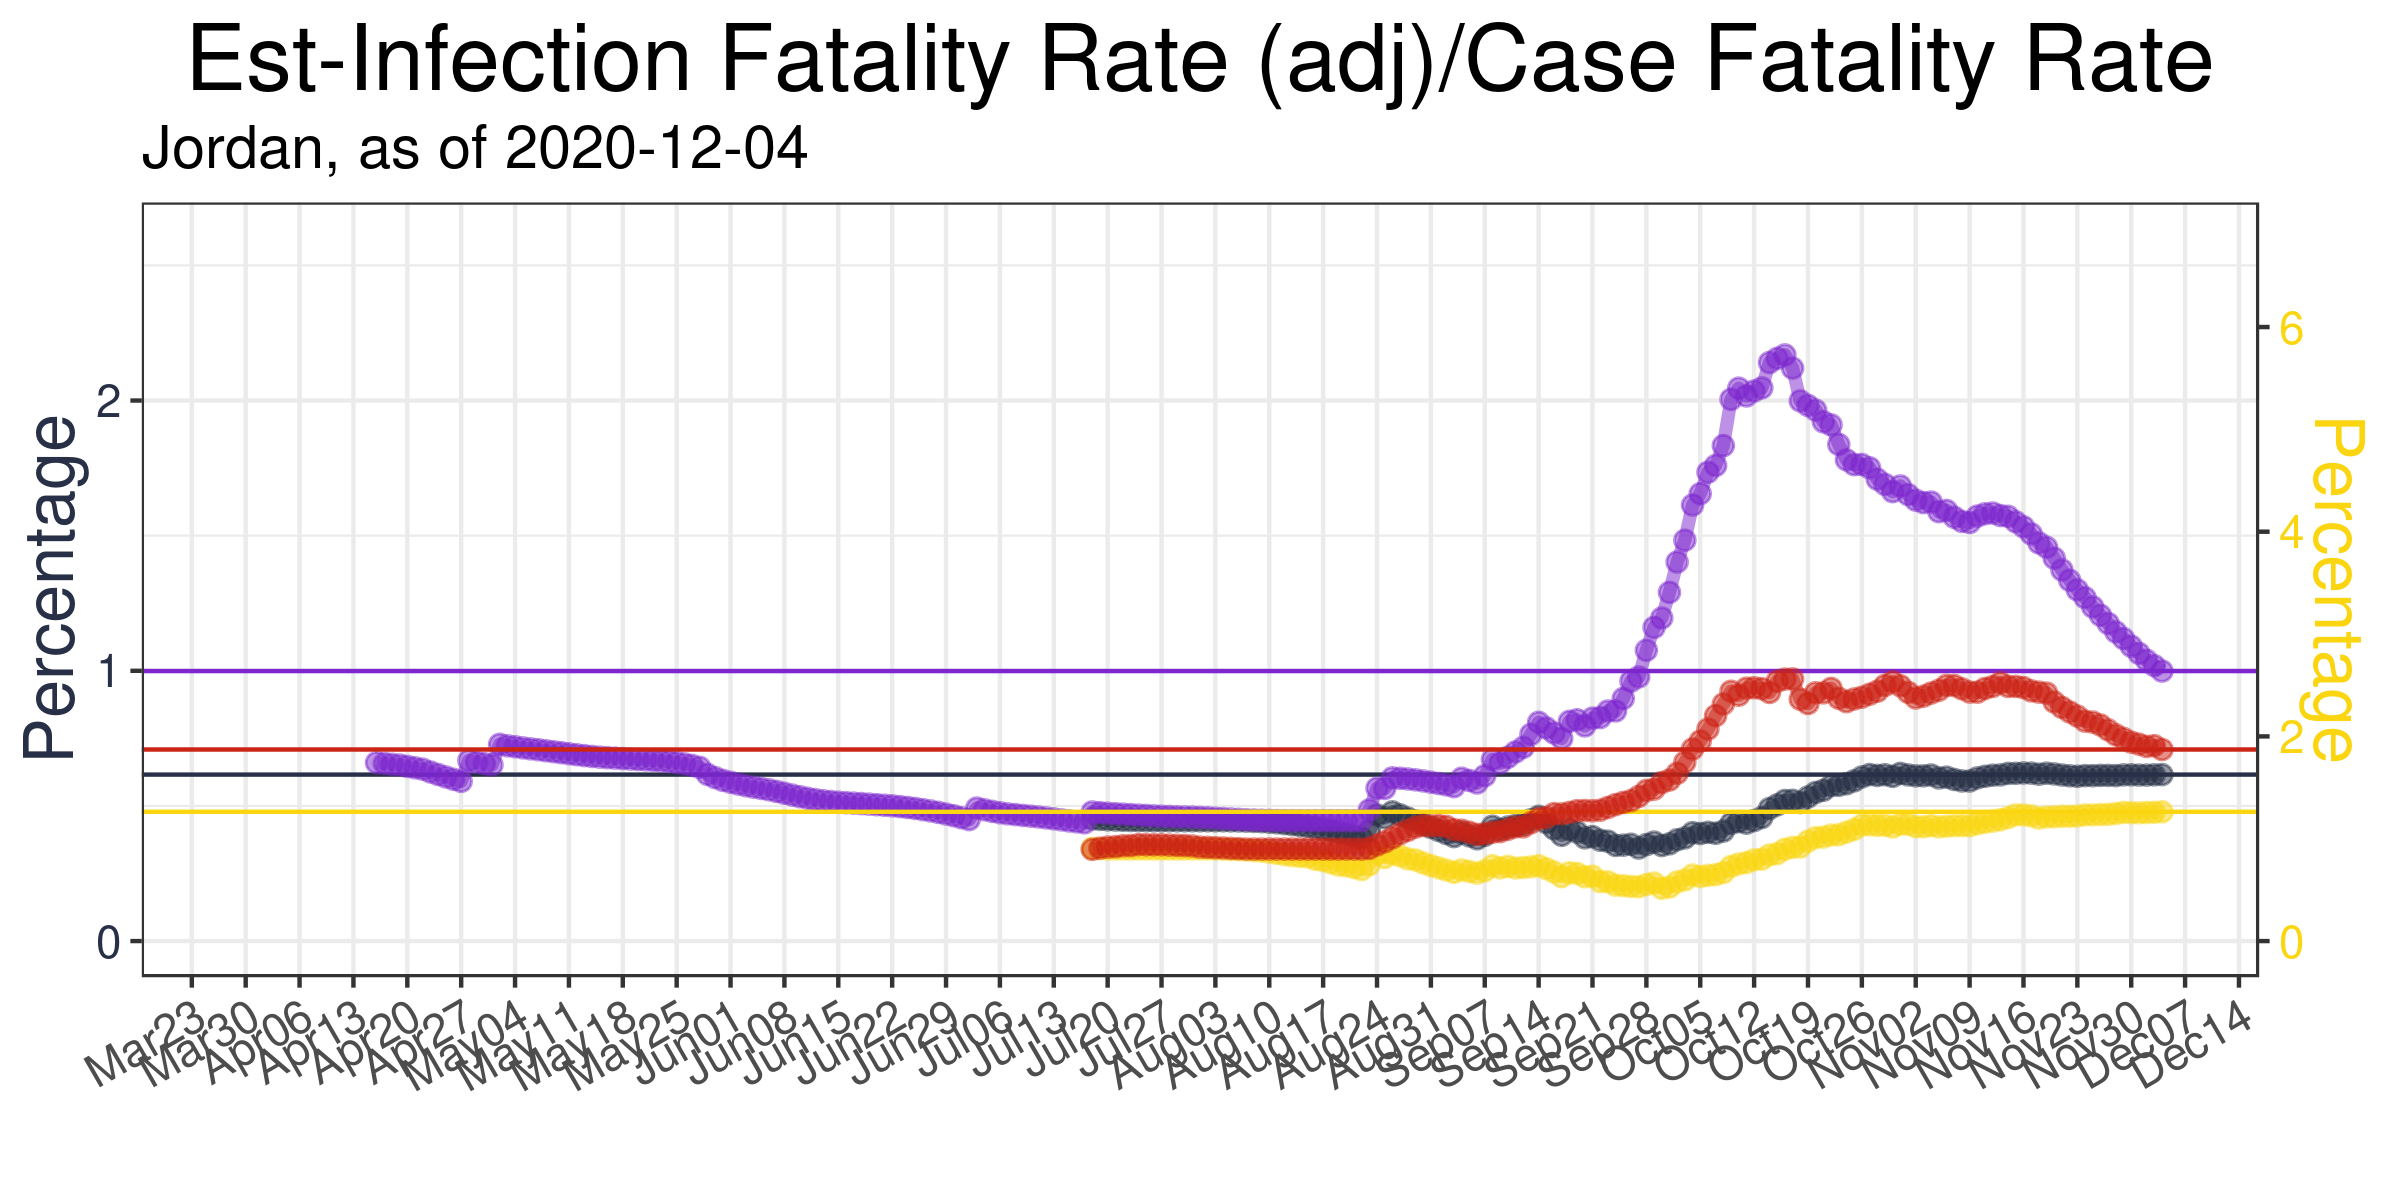 Est-Infection Fatality Rate (adj)/Case Fatality Rate
Jordan, as of 2020-12-04
Percentage
2
1
0
6
4
2
0
Percentage
Mar23
Mar30
Apr06
Apr13
Apr20
Apr27
May04
May11
May18
May25
Jun01
Jun08
Jun15
Jun22
Jun29
Jul06
Jul13
Jul20
Jul27
Aug03
Aug10
Aug17
Aug24
Aug31
Sep07
Sep14
Sep21
Sep28
Oct05
Oct12
Oct19
Oct26
Nov02
Nov09
Nov16
Nov23
Nov30
Dec07
Dec14